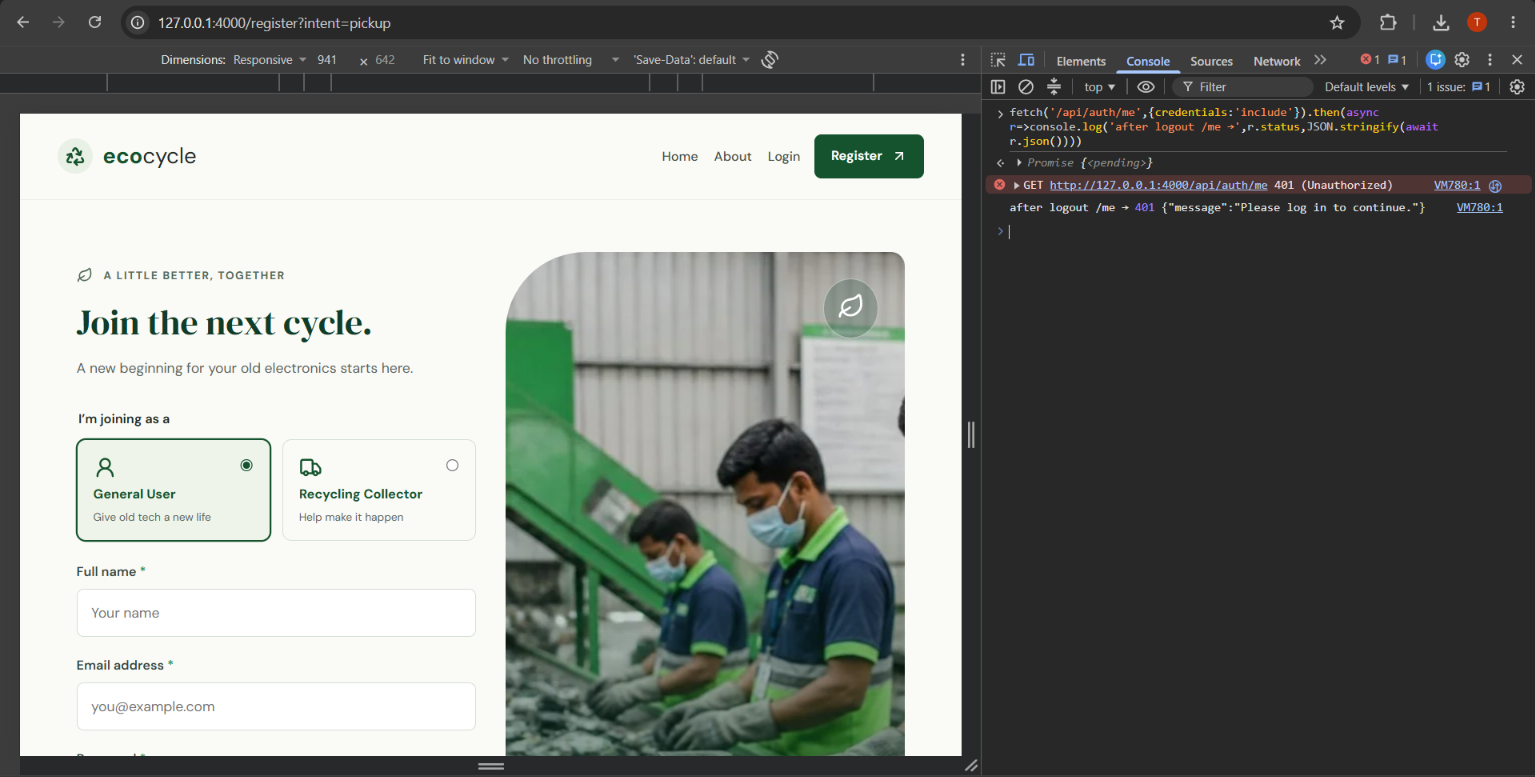 127.0.0.1:4000/register?intent=pickup
T
Dimensions: Responsive 941 × 642 Fit to window No throttling 'Save-Data': default
Elements Console Sources Network 1 1
top Filter Default levels 1 issue: 1
ecocycle
Home About Login Register
A LITTLE BETTER, TOGETHER
Join the next cycle.
A new beginning for your old electronics starts here.
I'm joining as a
General User
Give old tech a new life
Recycling Collector
Help make it happen
Full name *
Your name
Email address *
you@example.com
fetch('/api/auth/me',{credentials:'include'}).then(async
r=>console.log('after logout /me →',r.status,JSON.stringify(await
r.json())))
Promise {<pending>}
GET http://127.0.0.1:4000/api/auth/me 401 (Unauthorized) VM780:1
after logout /me → 401 {"message":"Please log in to continue."} VM780:1